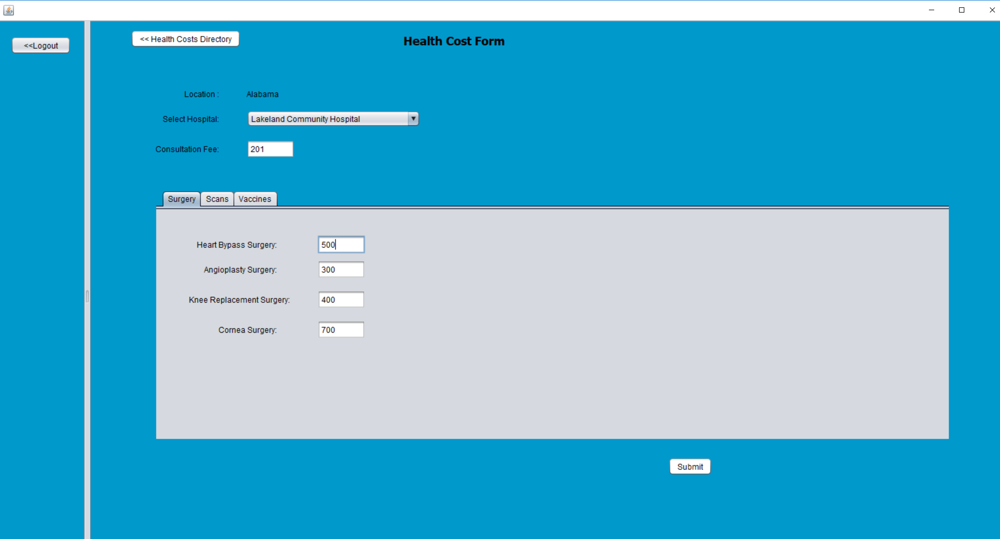 <<Logout
<< Health Costs Directory
Health Cost Form
Location : Alabama
Select Hospital: Lakeland Community Hospital
Consultation Fee: 201
Surgery Scans Vaccines
Heart Bypass Surgery: 500
Angioplasty Surgery: 300
Knee Replacement Surgery: 400
Cornea Surgery: 700
Submit